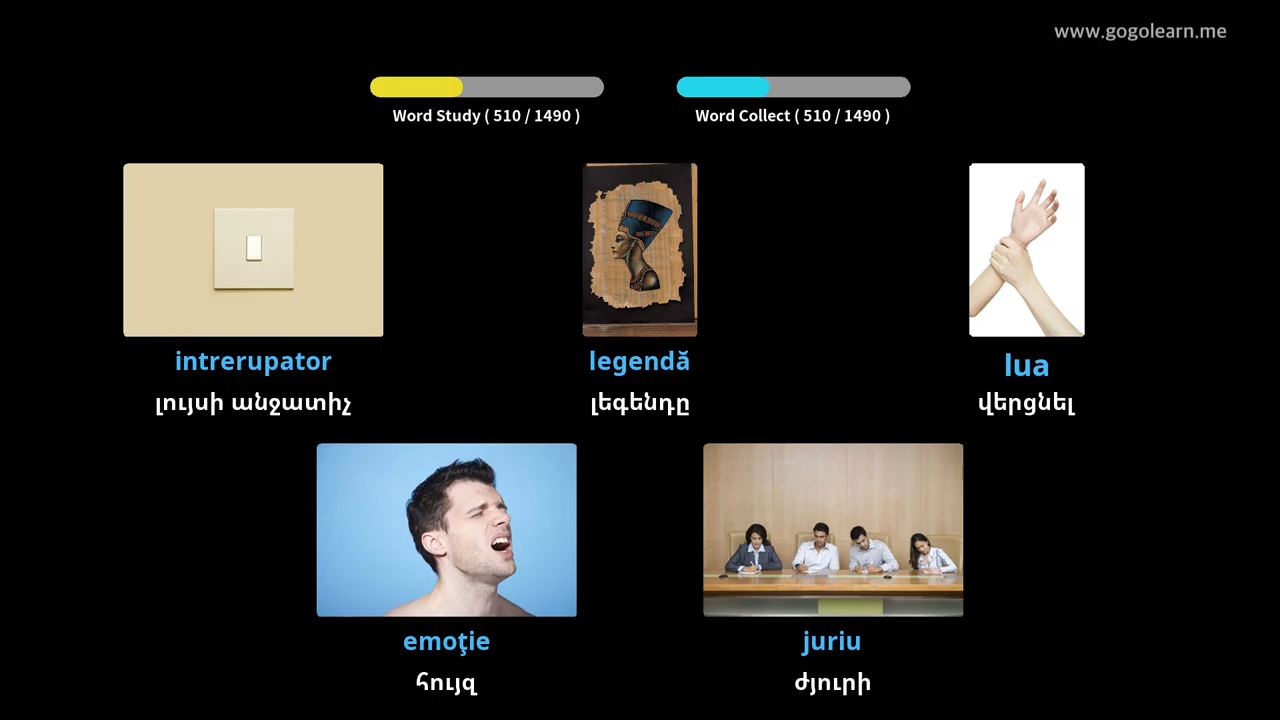 www.gogolearn.me
Word Study ( 510 / 1490 )
Word Collect ( 510 / 1490 )
intrerupator
legendă
lua
լույսի անջատիչ
լեգենդը
վերցնել
emoţie
juriu
հույզ
ժյուրի